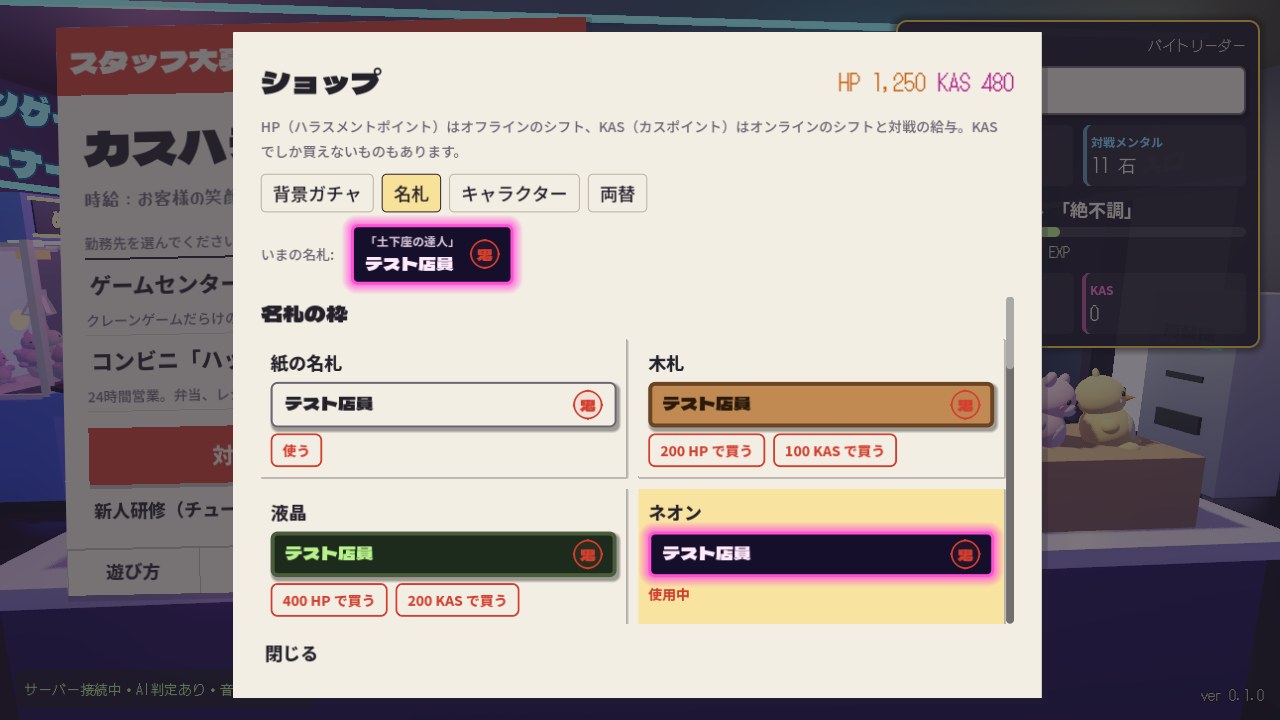 スタッフ大
バイトリーダー
ショップ
HP 1,250 KAS 480
HP（ハラスメントポイント）はオフラインのシフト、KAS（カスポイント）はオンラインのシフトと対戦の給与。KAS
でしか買えないものもあります。
背景ガチャ 名札 キャラクター 両替
いまの名札:
「土下座の達人」
テスト店員
名札の枠
紙の名札
テスト店員
使う
木札
テスト店員
200 HP で買う 100 KAS で買う
液晶
テスト店員
400 HP で買う 200 KAS で買う
ネオン
テスト店員
使用中
閉じる
カスハ
時給：お客様の笑
勤務先を選んでくださ
ゲームセンター
クレーンゲームだらけ
コンビニ「ハッ
24時間営業。弁当、レ
対
新人研修（チュー
遊び方
サーバー接続中・AI判定あり・音
対戦メンタル
11 石
「絶不調」
EXP
KAS
0
ver 0.1.0